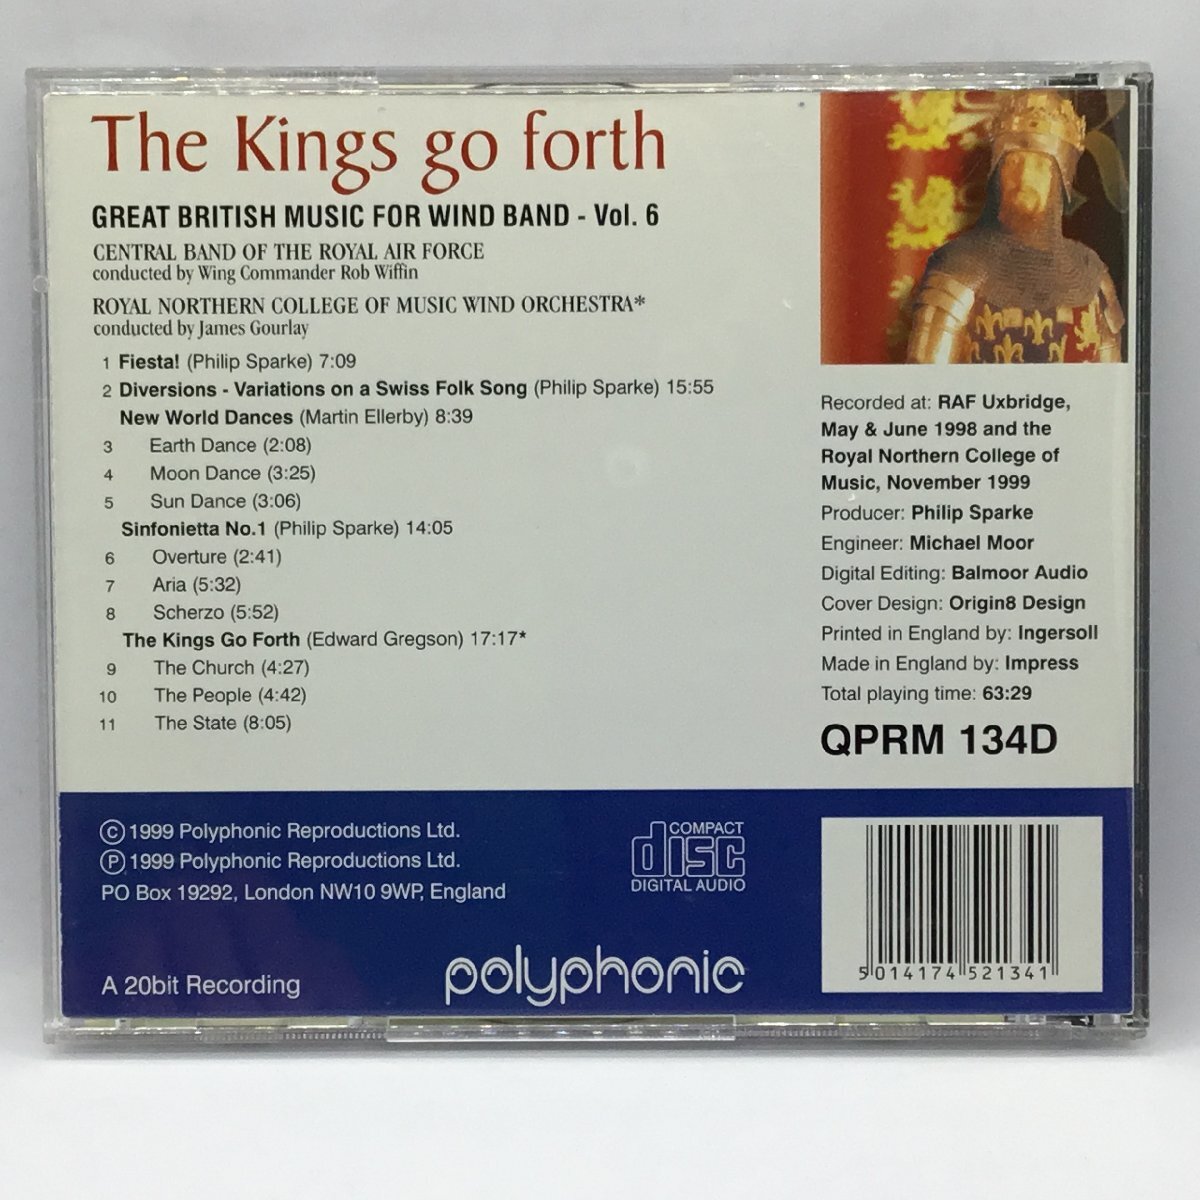 The Kings go forth
GREAT BRITISH MUSIC FOR WIND BAND - Vol. 6
CENTRAL BAND OF THE ROYAL AIR FORCE
conducted by Wing Commander Rob Wiffin
ROYAL NORTHERN COLLEGE OF MUSIC WIND ORCHESTRA*
conducted by James Gourlay
1 Fiesta! (Philip Sparke) 7:09
2 Diversions - Variations on a Swiss Folk Song (Philip Sparke) 15:55
New World Dances (Martin Ellerby) 8:39
3 Earth Dance (2:08)
4 Moon Dance (3:25)
5 Sun Dance (3:06)
Sinfonietta No.1 (Philip Sparke) 14:05
6 Overture (2:41)
7 Aria (5:32)
8 Scherzo (5:52)
The Kings Go Forth (Edward Gregson) 17:17*
9 The Church (4:27)
10 The People (4:42)
11 The State (8:05)
Recorded at: RAF Uxbridge,
May & June 1998 and the
Royal Northern College of
Music, November 1999
Producer: Philip Sparke
Engineer: Michael Moor
Digital Editing: Balmoor Audio
Cover Design: Origin8 Design
Printed in England by: Ingersoll
Made in England by: Impress
Total playing time: 63:29
QPRM 134D
© 1999 Polyphonic Reproductions Ltd.
℗ 1999 Polyphonic Reproductions Ltd.
PO Box 19292, London NW10 9WP, England
A 20bit Recording
COMPACT
disc
DIGITAL AUDIO
polyphonic
5 014174 521341